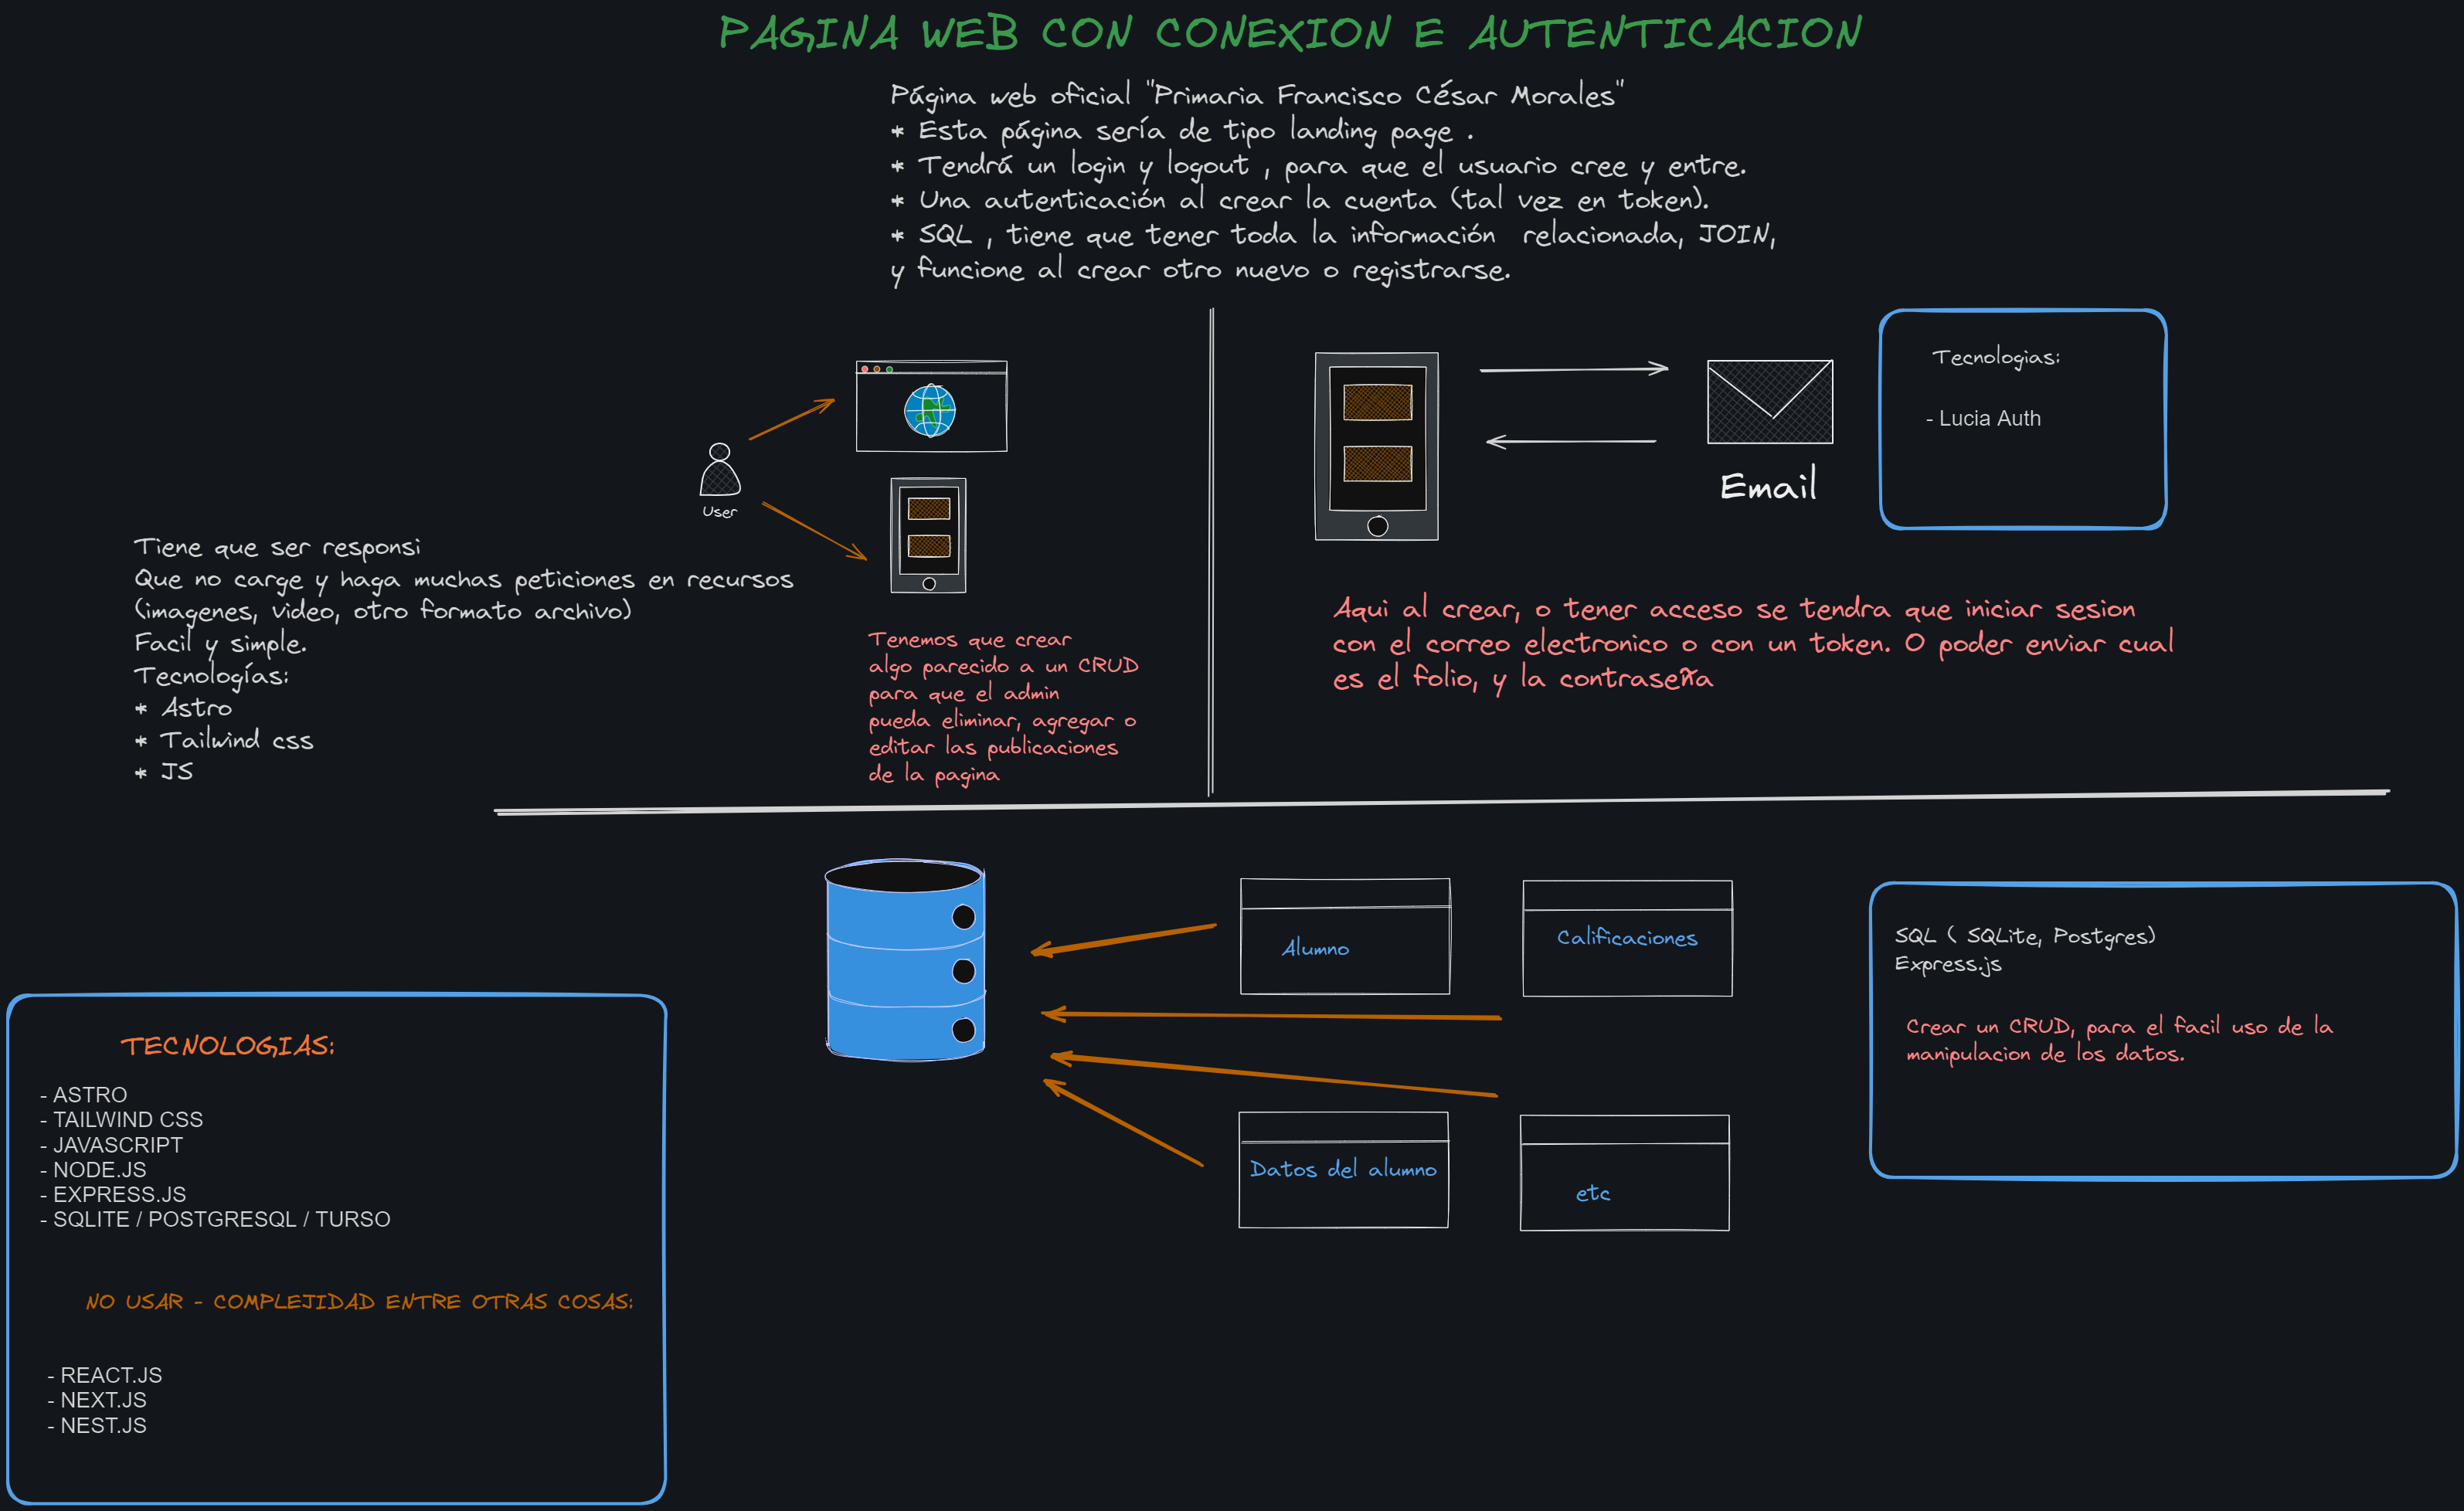 PAGINA WEB CON CONEXION E AUTENTICACION
Página web oficial "Primaria Francisco César Morales"
* Esta página sería de tipo landing page .
* Tendrá un login y logout , para que el usuario cree y entre.
* Una autenticación al crear la cuenta (tal vez en token).
* SQL , tiene que tener toda la información relacionada, JOIN,
y funcione al crear otro nuevo o registrarse.
User
Tiene que ser responsi
Que no carge y haga muchas peticiones en recursos
(imagenes, video, otro formato archivo)
Facil y simple.
Tecnologías:
* Astro
* Tailwind css
* JS
Tenemos que crear
algo parecido a un CRUD
para que el admin
pueda eliminar, agregar o
editar las publicaciones
de la pagina
Email
Tecnologias:
- Lucia Auth
Aqui al crear, o tener acceso se tendra que iniciar sesion
con el correo electronico o con un token. O poder enviar cual
es el folio, y la contraseña
Alumno
Calificaciones
Datos del alumno
etc
SQL ( SQLite, Postgres)
Express.js
Crear un CRUD, para el facil uso de la
manipulacion de los datos.
TECNOLOGIAS:
- ASTRO
- TAILWIND CSS
- JAVASCRIPT
- NODE.JS
- EXPRESS.JS
- SQLITE / POSTGRESQL / TURSO
NO USAR - COMPLEJIDAD ENTRE OTRAS COSAS:
- REACT.JS
- NEXT.JS
- NEST.JS